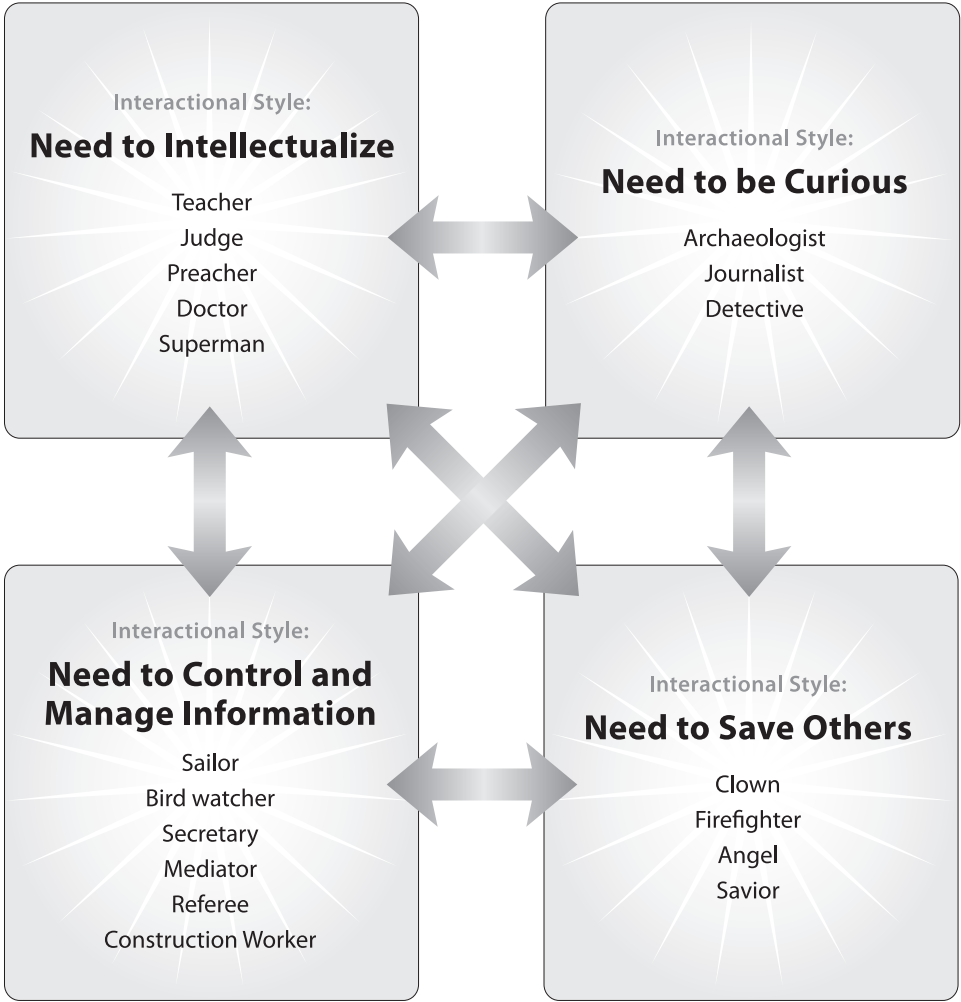 Interactional Style:
Need to Intellectualize
Teacher
Judge
Preacher
Doctor
Superman
Interactional Style:
Need to be Curious
Archaeologist
Journalist
Detective
Interactional Style:
Need to Control and
Manage Information
Sailor
Bird watcher
Secretary
Mediator
Referee
Construction Worker
Interactional Style:
Need to Save Others
Clown
Firefighter
Angel
Savior